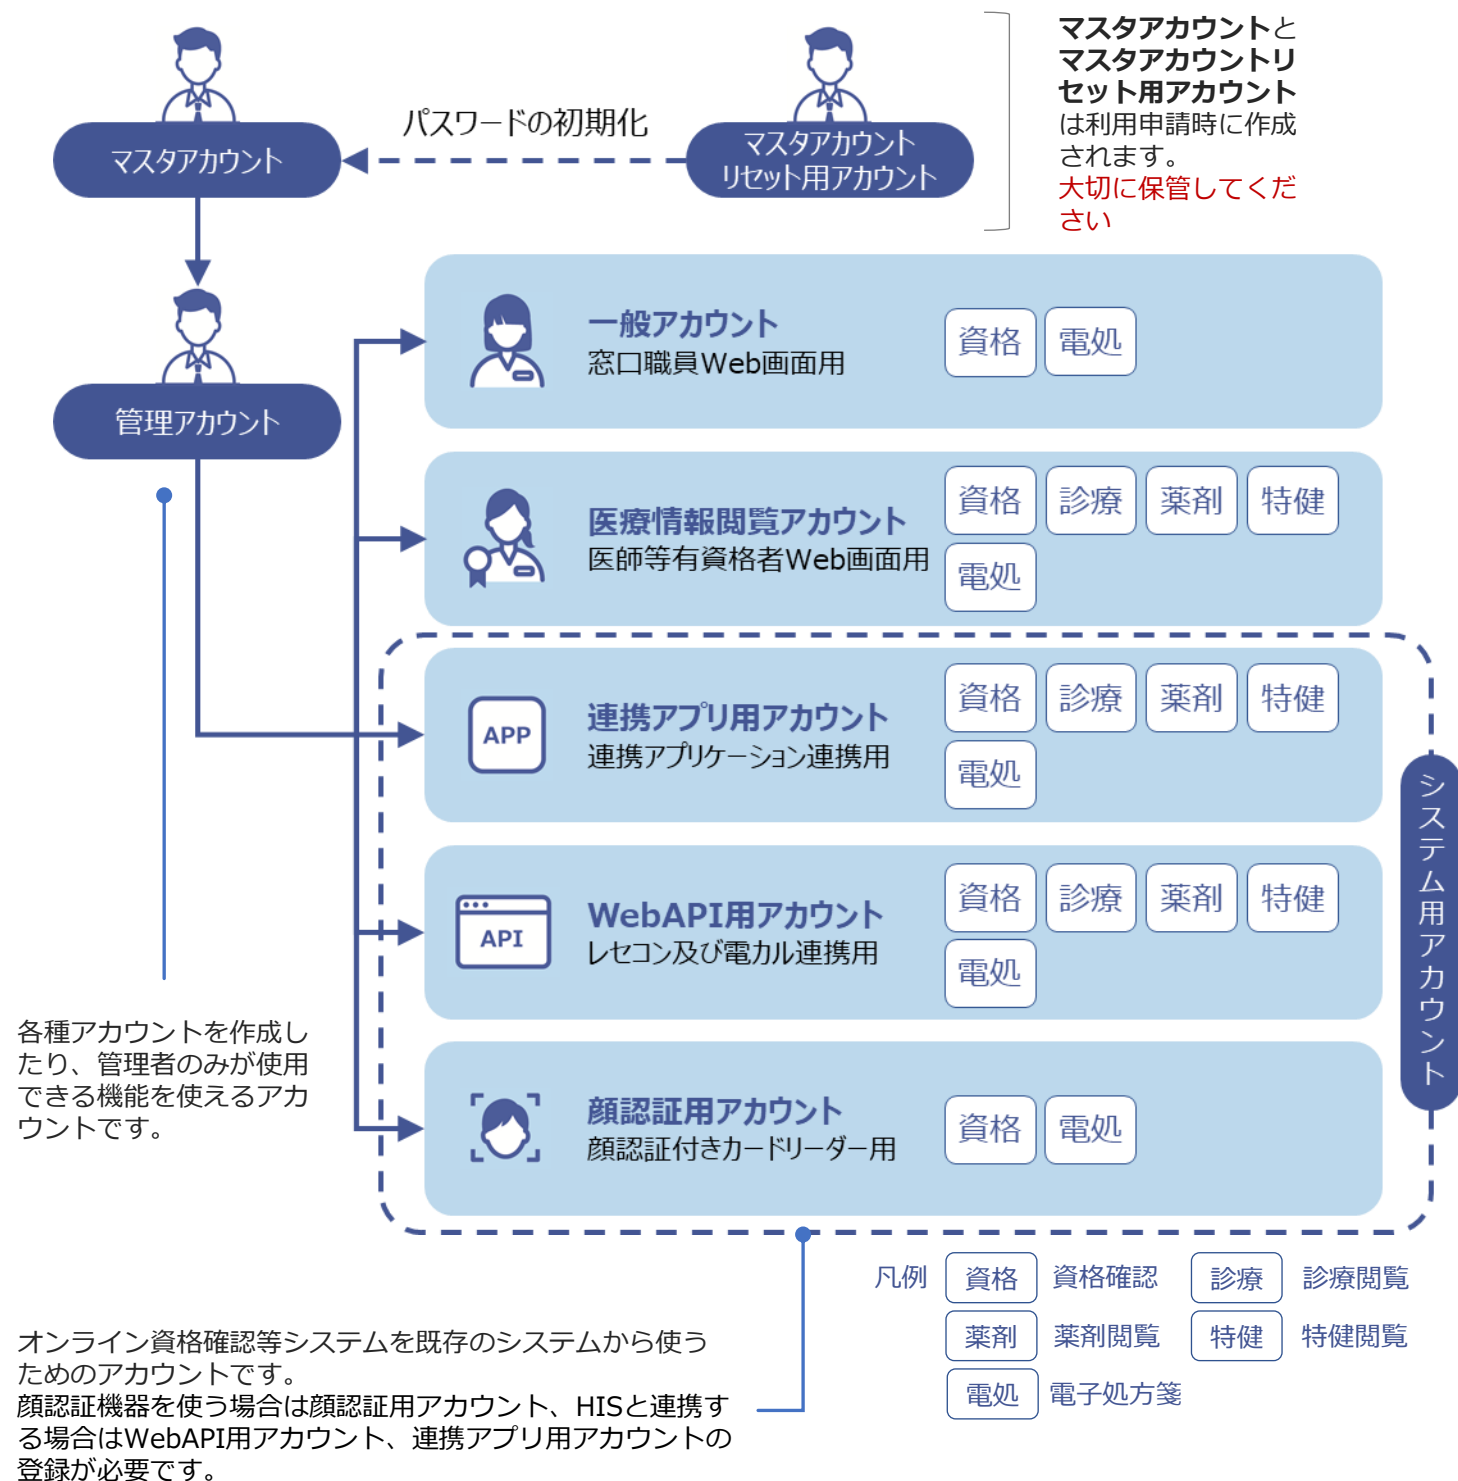 マスタアカウントと
マスタアカウントリ
セット用アカウント
は利用申請時に作成
されます。
大切に保管してくだ
さい
パスワードの初期化
マスタアカウント
マスタアカウント
リセット用アカウント
管理アカウント
一般アカウント
窓口職員Web画面用
資格 電処
医療情報閲覧アカウント
医師等有資格者Web画面用
資格 診療 薬剤 特健
電処
連携アプリ用アカウント
連携アプリケーション連携用
APP
資格 診療 薬剤 特健
電処
WebAPI用アカウント
レセコン及び電カル連携用
API
資格 診療 薬剤 特健
電処
顔認証用アカウント
顔認証付きカードリーダー用
資格 電処
システム用アカウント
各種アカウントを作成し
たり、管理者のみが使用
できる機能を使えるアカ
ウントです。
凡例 資格 資格確認 診療 診療閲覧
薬剤 薬剤閲覧 特健 特健閲覧
電処 電子処方箋
オンライン資格確認等システムを既存のシステムから使う
ためのアカウントです。
顔認証機器を使う場合は顔認証用アカウント、HISと連携す
る場合はWebAPI用アカウント、連携アプリ用アカウントの
登録が必要です。